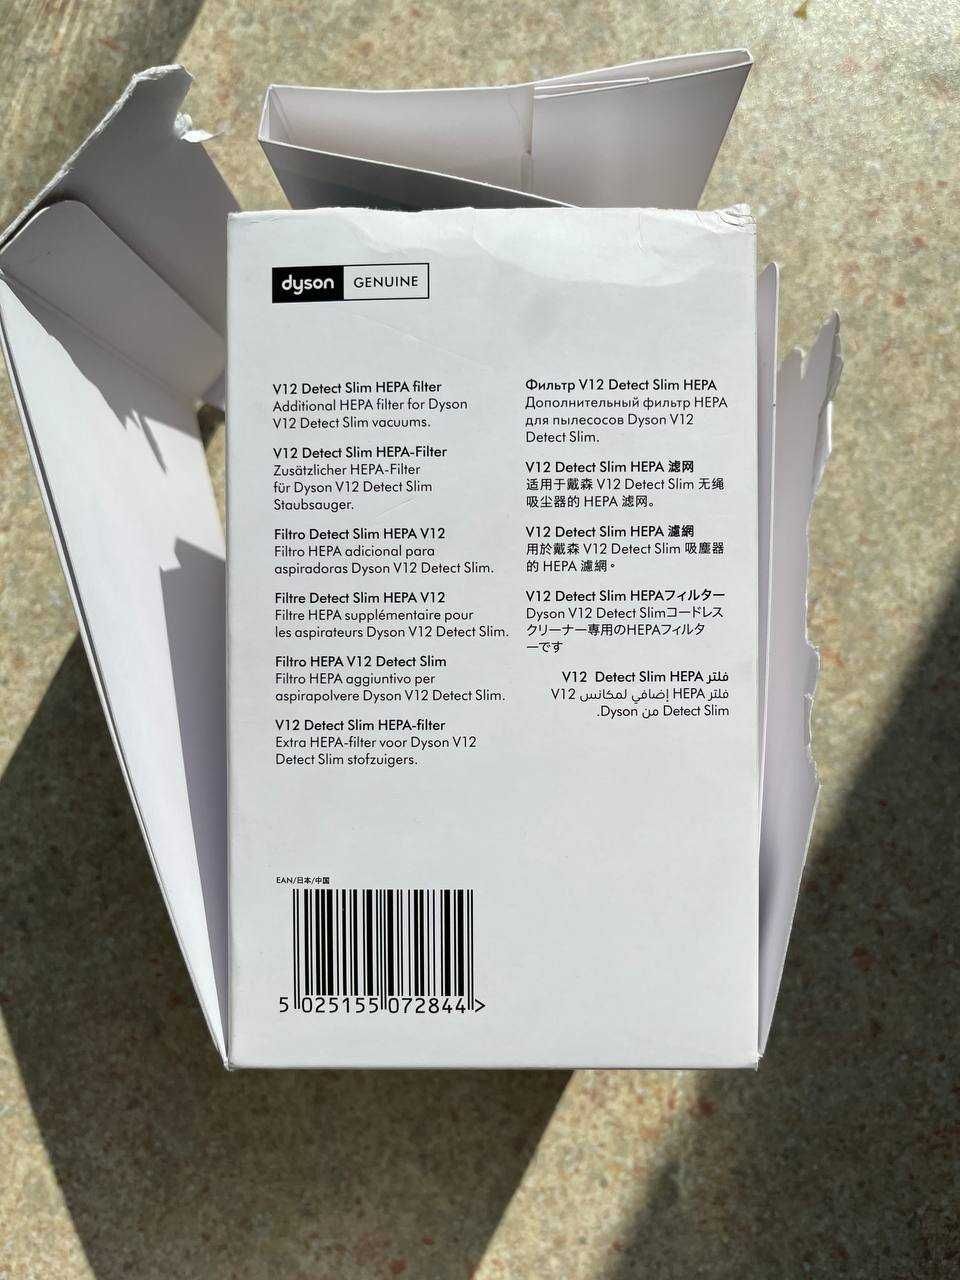 dyson GENUINE
V12 Detect Slim HEPA filter
Additional HEPA filter for Dyson
V12 Detect Slim vacuums.
V12 Detect Slim HEPA-Filter
Zusätzlicher HEPA-Filter
für Dyson V12 Detect Slim
Staubsauger.
Filtro Detect Slim HEPA V12
Filtro HEPA adicional para
aspiradoras Dyson V12 Detect Slim.
Filtre Detect Slim HEPA V12
Filtre HEPA supplémentaire pour
les aspirateurs Dyson V12 Detect Slim.
Filtro HEPA V12 Detect Slim
Filtro HEPA aggiuntivo per
aspirapolvere Dyson V12 Detect Slim.
V12 Detect Slim HEPA-filter
Extra HEPA-filter voor Dyson V12
Detect Slim stofzuigers.
Фильтр V12 Detect Slim HEPA
Дополнительный фильтр HEPA
для пылесосов Dyson V12
Detect Slim.
V12 Detect Slim HEPA 滤网
适用于戴森 V12 Detect Slim 无绳
吸尘器的 HEPA 滤网。
V12 Detect Slim HEPA 濾網
用於戴森 V12 Detect Slim 吸塵器
的 HEPA 濾網。
V12 Detect Slim HEPAフィルター
Dyson V12 Detect Slimコードレス
クリーナー専用のHEPAフィルタ
ーです
فلتر V12 Detect Slim HEPA
فلتر HEPA إضافي لمكانس V12
Detect Slim من Dyson.
EAN/日本/中国
5 025155 072844 >